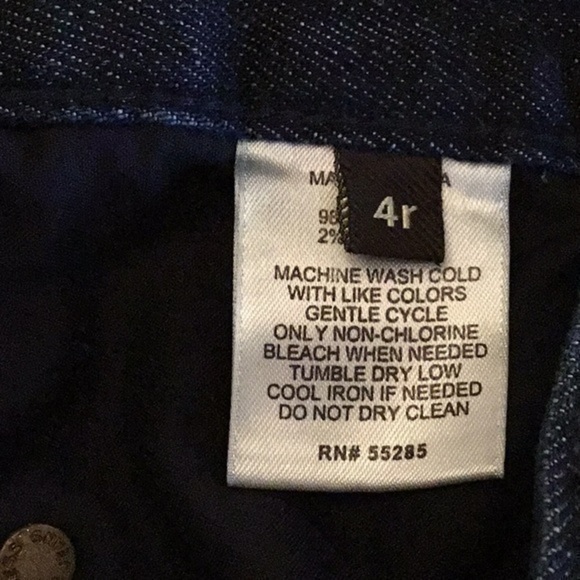 4r
MACHINE WASH COLD
WITH LIKE COLORS
GENTLE CYCLE
ONLY NON-CHLORINE
BLEACH WHEN NEEDED
TUMBLE DRY LOW
COOL IRON IF NEEDED
DO NOT DRY CLEAN
RN# 55285